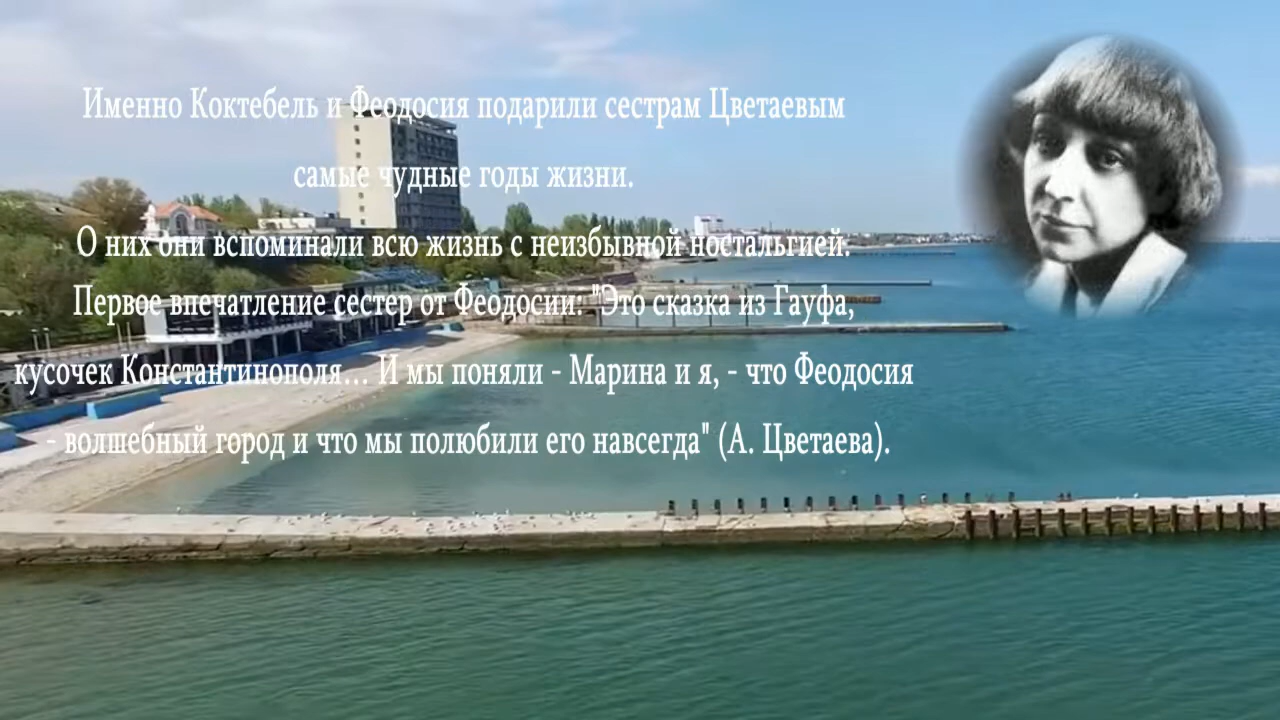 Именно Коктебель и Феодосия подарили сестрам Цветаевым
самые чудные годы жизни.
О них они вспоминали всю жизнь с неизбывной ностальгией.
Первое впечатление сестер от Феодосии: "Это сказка из Гауфа,
кусочек Константинополя... И мы поняли - Марина и я, - что Феодосия
- волшебный город и что мы полюбили его навсегда" (А. Цветаева).